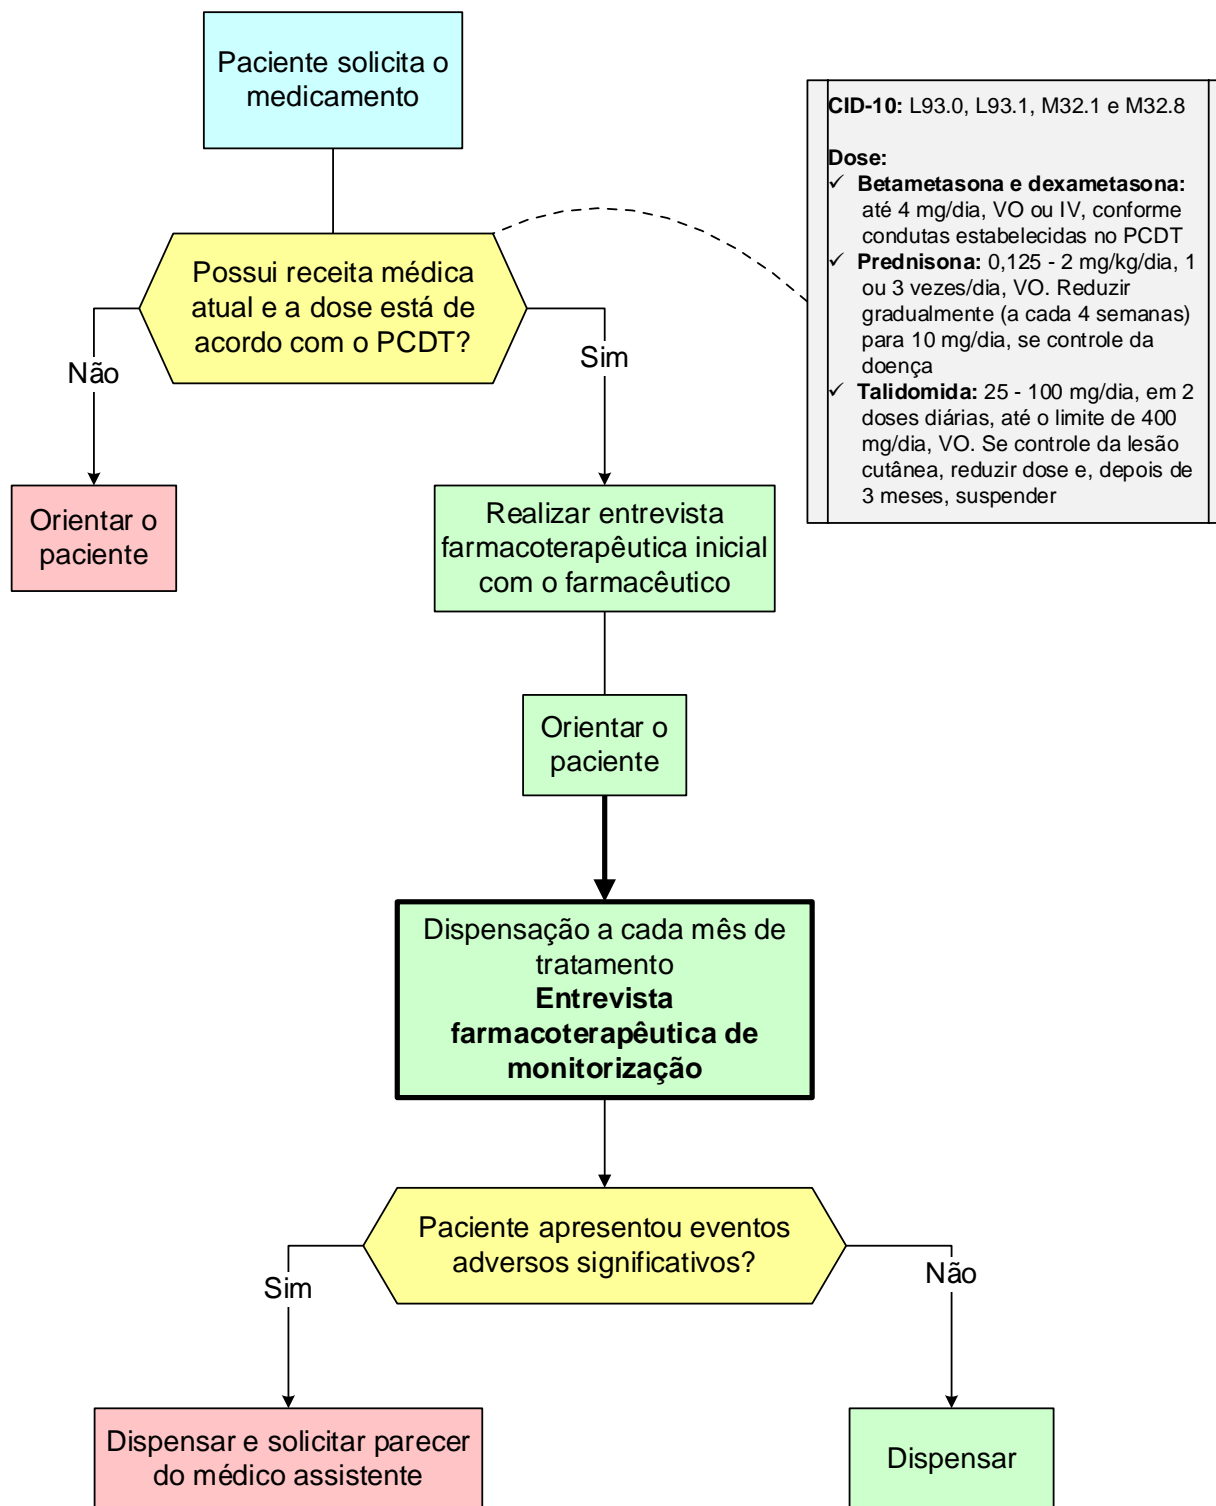 Paciente solicita o
medicamento
CID-10: L93.0, L93.1, M32.1 e M32.8
Dose:
✓ Betametasona e dexametasona:
até 4 mg/dia, VO ou IV, conforme
condutas estabelecidas no PCDT
✓ Prednisona: 0,125 - 2 mg/kg/dia, 1
ou 3 vezes/dia, VO. Reduzir
gradualmente (a cada 4 semanas)
para 10 mg/dia, se controle da
doença
✓ Talidomida: 25 - 100 mg/dia, em 2
doses diárias, até o limite de 400
mg/dia, VO. Se controle da lesão
cutânea, reduzir dose e, depois de
3 meses, suspender
Possui receita médica
atual e a dose está de
acordo com o PCDT?
Não
Sim
Orientar o
paciente
Realizar entrevista
farmacoterapêutica inicial
com o farmacêutico
Orientar o
paciente
Dispensação a cada mês de
tratamento
Entrevista
farmacoterapêutica de
monitorização
Paciente apresentou eventos
adversos significativos?
Sim
Não
Dispensar e solicitar parecer
do médico assistente
Dispensar